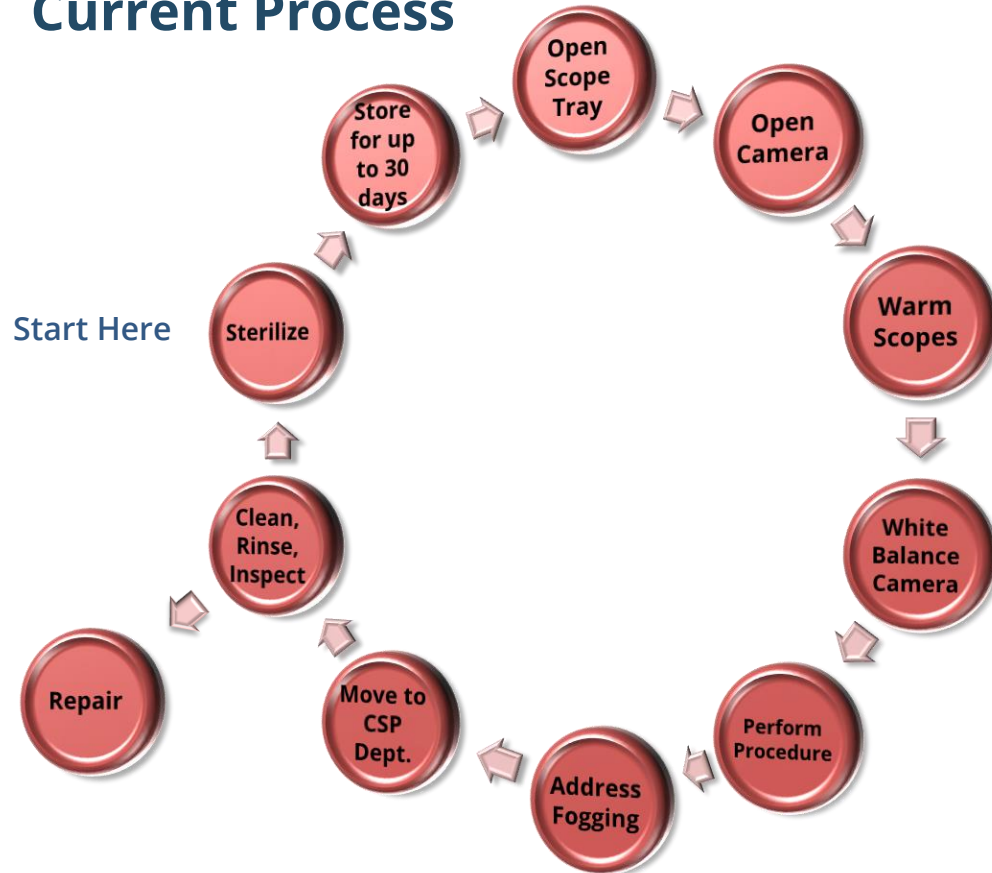 Current Process
Open
Scope
Tray
Open
Camera
Warm
Scopes
White
Balance
Camera
Perform
Procedure
Address
Fogging
Move to
CSP
Dept.
Clean,
Rinse,
Inspect
Repair
Start Here
Sterilize
Store
for up
to 30
days